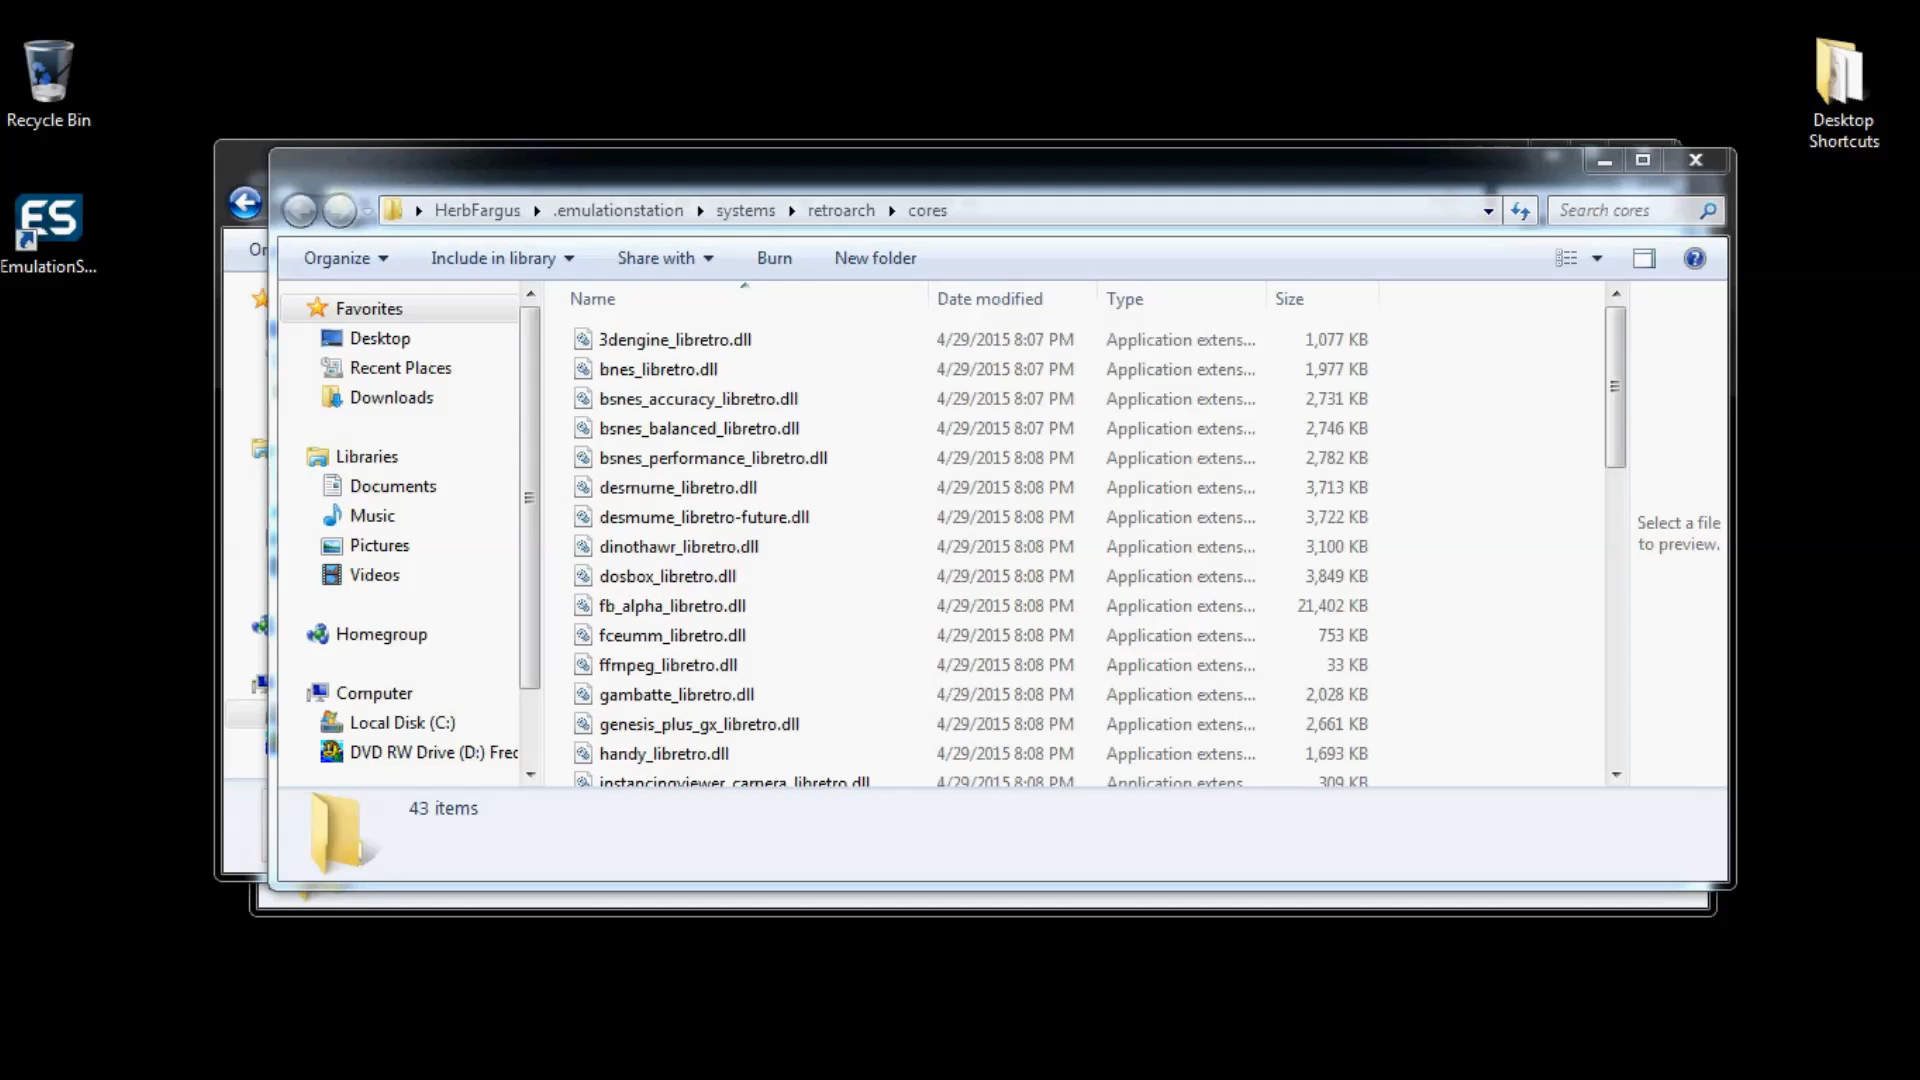 Recycle Bin
ES
EmulationS...
Desktop
Shortcuts
HerbFargus
.emulationstation
systems
retroarch
cores
Search cores
Or
Organize
Include in library
Share with
Burn
New folder
Favorites
Desktop
Recent Places
Downloads
Libraries
Documents
Music
Pictures
Videos
Homegroup
Computer
Local Disk (C:)
DVD RW Drive (D:) Fred
Name Date modified Type Size
3dengine_libretro.dll 4/29/2015 8:07 PM Application extens... 1,077 KB
bnes_libretro.dll 4/29/2015 8:07 PM Application extens... 1,977 KB
bsnes_accuracy_libretro.dll 4/29/2015 8:07 PM Application extens... 2,731 KB
bsnes_balanced_libretro.dll 4/29/2015 8:07 PM Application extens... 2,746 KB
bsnes_performance_libretro.dll 4/29/2015 8:08 PM Application extens... 2,782 KB
desmume_libretro.dll 4/29/2015 8:08 PM Application extens... 3,713 KB
desmume_libretro-future.dll 4/29/2015 8:08 PM Application extens... 3,722 KB
dinothawr_libretro.dll 4/29/2015 8:08 PM Application extens... 3,100 KB
dosbox_libretro.dll 4/29/2015 8:08 PM Application extens... 3,849 KB
fb_alpha_libretro.dll 4/29/2015 8:08 PM Application extens... 21,402 KB
fceumm_libretro.dll 4/29/2015 8:08 PM Application extens... 753 KB
ffmpeg_libretro.dll 4/29/2015 8:08 PM Application extens... 33 KB
gambatte_libretro.dll 4/29/2015 8:08 PM Application extens... 2,028 KB
genesis_plus_gx_libretro.dll 4/29/2015 8:08 PM Application extens... 2,661 KB
handy_libretro.dll 4/29/2015 8:08 PM Application extens... 1,693 KB
instancingviewer_camera_libretro.dll 4/29/2015 8:08 PM Application extens... 309 KB
Select a file
to preview.
43 items